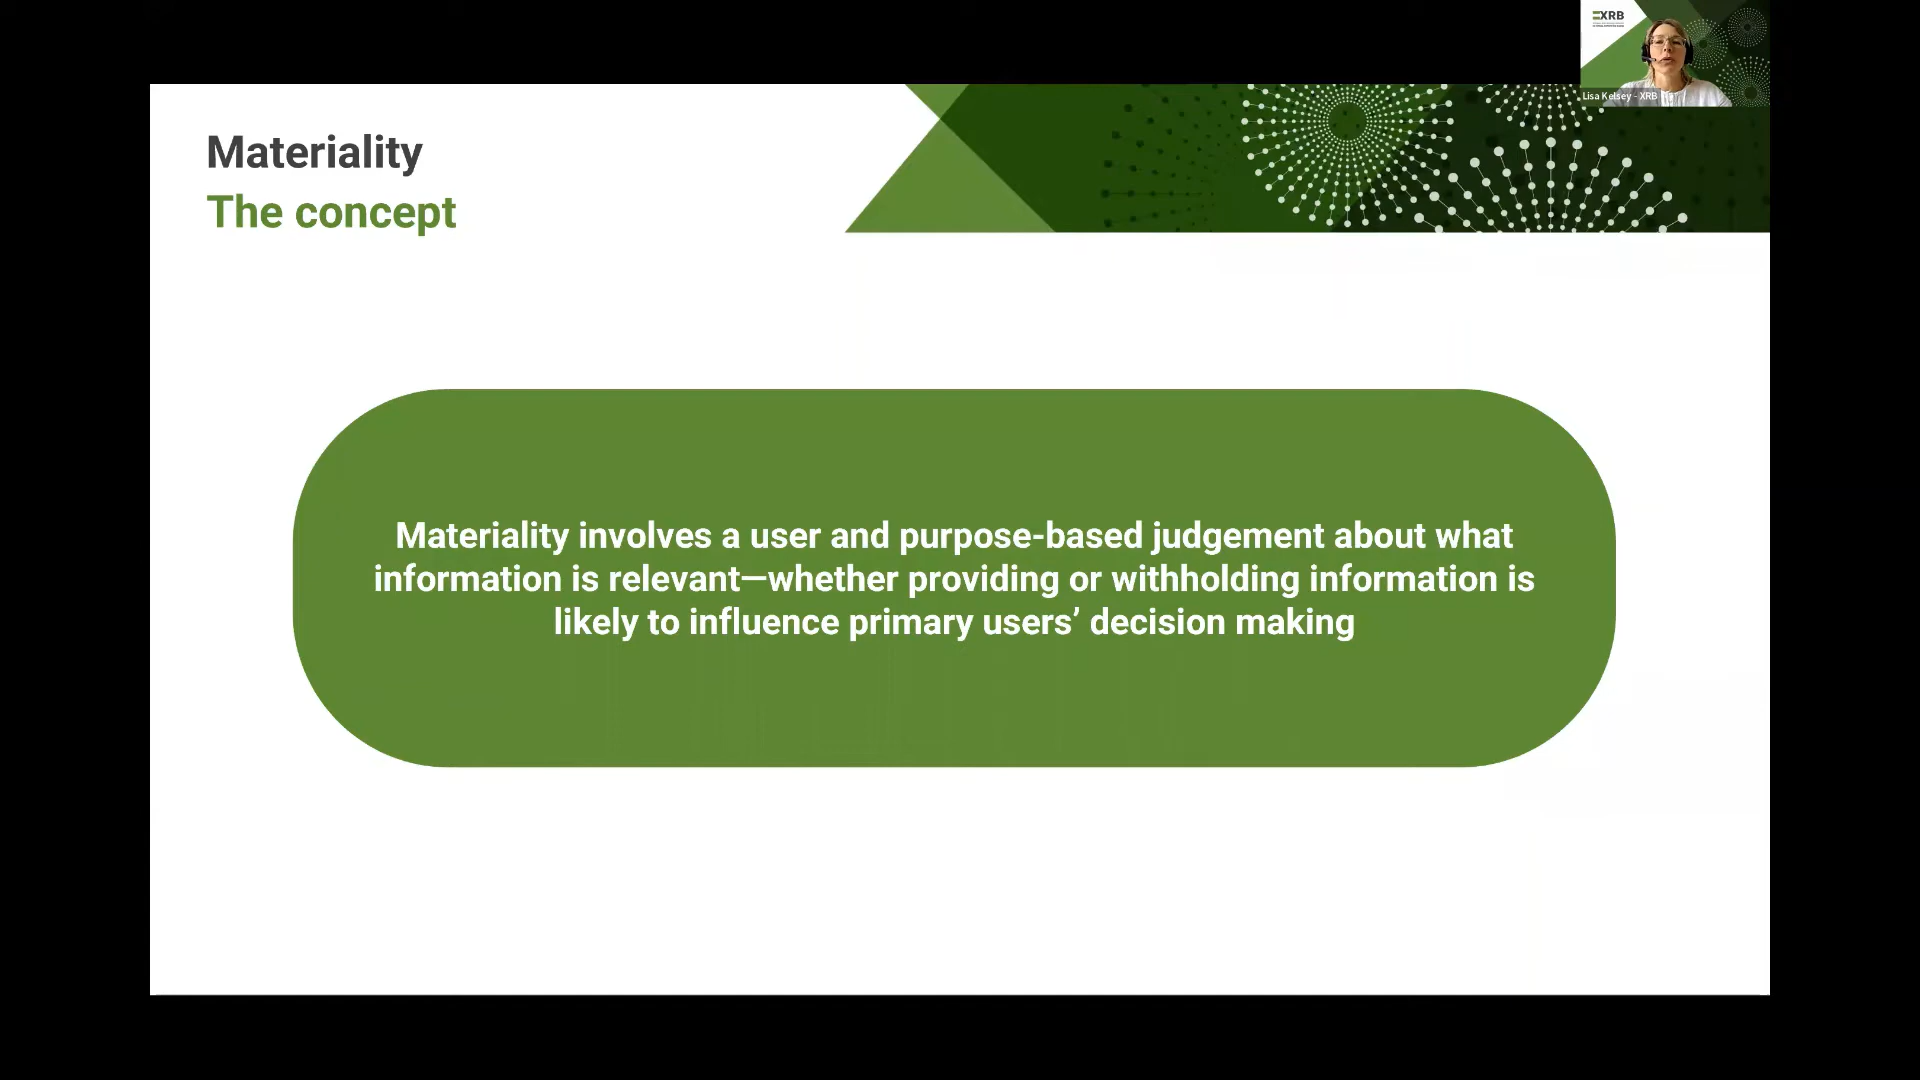 XRB
Lisa Kelsey - XRB
Materiality
The concept
Materiality involves a user and purpose-based judgement about what
information is relevant—whether providing or withholding information is
likely to influence primary users’ decision making